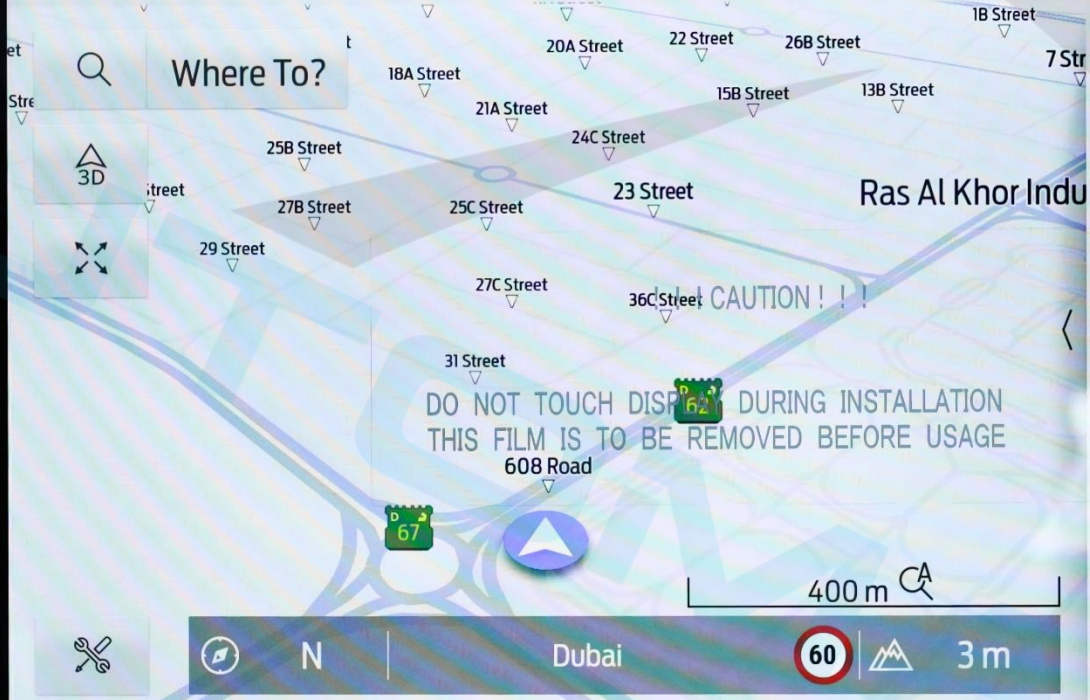 1B Street
20A Street
22 Street
26B Street
7 Str
Where To?
18A Street
21A Street
15B Street
13B Street
24C Street
25B Street
3D
Street
27B Street
25C Street
23 Street
Ras Al Khor Indu
29 Street
27C Street
36C Street
! ! ! CAUTION ! ! !
31 Street
D 62
DO NOT TOUCH DISPLAY DURING INSTALLATION
THIS FILM IS TO BE REMOVED BEFORE USAGE
608 Road
D 67
400 m A
N Dubai 60 3 m